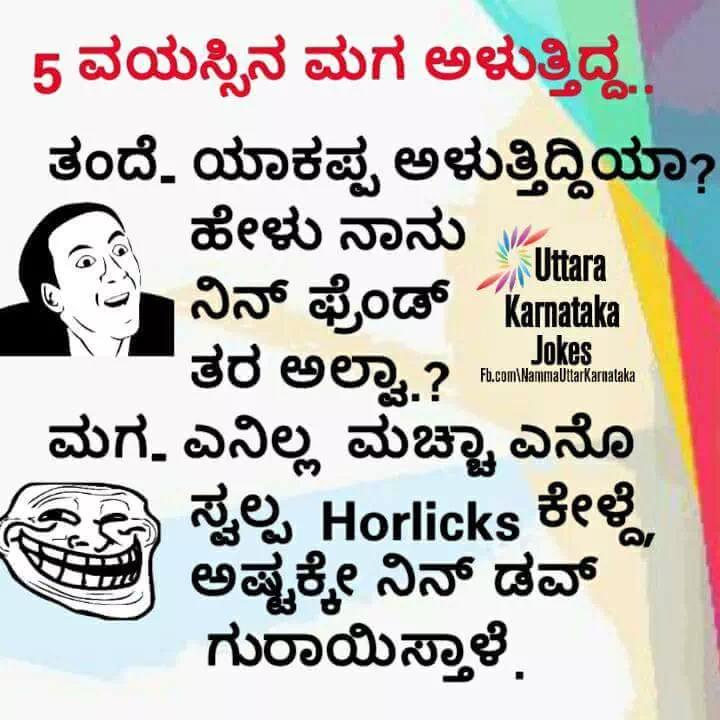 5 ವಯಸ್ಸಿನ ಮಗ ಅಳುತ್ತಿದ್ದ..
ತಂದೆ- ಯಾಕಪ್ಪ ಅಳುತ್ತಿದ್ದಿಯಾ?
ಹೇಳು ನಾನು
ನಿನ್ ಫ್ರೆಂಡ್
ತರ ಅಲ್ವಾ.?
Uttara
Karnataka
Jokes
Fb.com\NammaUttarKarnataka
ಮಗ- ಎನಿಲ್ಲ ಮಚ್ಚಾ ಎನೊ
ಸ್ವಲ್ಪ Horlicks ಕೇಳ್ದೆ,
ಅಷ್ಟಕ್ಕೇ ನಿನ್ ಡವ್
ಗುರಾಯಿಸ್ತಾಳೆ.